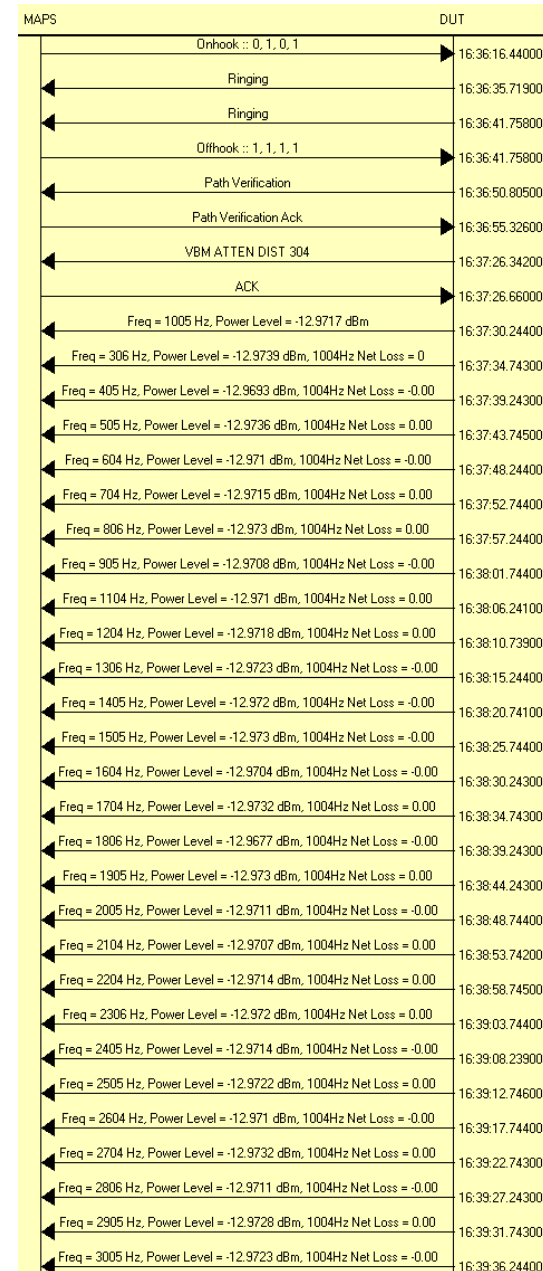 MAPS DUT
Onhook :: 0, 1, 0, 1
16:36:16.44000
Ringing
16:36:35.71900
Ringing
16:36:41.75800
Offhook :: 1, 1, 1, 1
16:36:41.75800
Path Verification
16:36:50.80500
Path Verification Ack
16:36:55.32600
VBM ATTEN DIST 304
16:37:26.34200
ACK
16:37:26.66000
Freq = 1005 Hz, Power Level = -12.9717 dBm
16:37:30.24400
Freq = 306 Hz, Power Level = -12.9739 dBm, 1004Hz Net Loss = 0
16:37:34.74300
Freq = 405 Hz, Power Level = -12.9693 dBm, 1004Hz Net Loss = -0.00
16:37:39.24300
Freq = 505 Hz, Power Level = -12.9736 dBm, 1004Hz Net Loss = 0.00
16:37:43.74500
Freq = 604 Hz, Power Level = -12.971 dBm, 1004Hz Net Loss = -0.00
16:37:48.24400
Freq = 704 Hz, Power Level = -12.9715 dBm, 1004Hz Net Loss = 0.00
16:37:52.74400
Freq = 806 Hz, Power Level = -12.973 dBm, 1004Hz Net Loss = 0.00
16:37:57.24400
Freq = 905 Hz, Power Level = -12.9708 dBm, 1004Hz Net Loss = -0.00
16:38:01.74400
Freq = 1104 Hz, Power Level = -12.971 dBm, 1004Hz Net Loss = 0.00
16:38:06.24100
Freq = 1204 Hz, Power Level = -12.9718 dBm, 1004Hz Net Loss = 0.00
16:38:10.73900
Freq = 1306 Hz, Power Level = -12.9723 dBm, 1004Hz Net Loss = -0.00
16:38:15.24400
Freq = 1405 Hz, Power Level = -12.972 dBm, 1004Hz Net Loss = -0.00
16:38:20.74100
Freq = 1505 Hz, Power Level = -12.973 dBm, 1004Hz Net Loss = -0.00
16:38:25.74400
Freq = 1604 Hz, Power Level = -12.9704 dBm, 1004Hz Net Loss = -0.00
16:38:30.24300
Freq = 1704 Hz, Power Level = -12.9732 dBm, 1004Hz Net Loss = 0.00
16:38:34.74300
Freq = 1806 Hz, Power Level = -12.9677 dBm, 1004Hz Net Loss = -0.00
16:38:39.24300
Freq = 1905 Hz, Power Level = -12.973 dBm, 1004Hz Net Loss = 0.00
16:38:44.24300
Freq = 2005 Hz, Power Level = -12.9711 dBm, 1004Hz Net Loss = -0.00
16:38:48.74400
Freq = 2104 Hz, Power Level = -12.9707 dBm, 1004Hz Net Loss = 0.00
16:38:53.74200
Freq = 2204 Hz, Power Level = -12.9714 dBm, 1004Hz Net Loss = 0.00
16:38:58.74500
Freq = 2306 Hz, Power Level = -12.972 dBm, 1004Hz Net Loss = 0.00
16:39:03.74400
Freq = 2405 Hz, Power Level = -12.9714 dBm, 1004Hz Net Loss = -0.00
16:39:08.23900
Freq = 2505 Hz, Power Level = -12.9722 dBm, 1004Hz Net Loss = 0.00
16:39:12.74600
Freq = 2604 Hz, Power Level = -12.971 dBm, 1004Hz Net Loss = -0.00
16:39:17.74400
Freq = 2704 Hz, Power Level = -12.9732 dBm, 1004Hz Net Loss = 0.00
16:39:22.74300
Freq = 2806 Hz, Power Level = -12.9711 dBm, 1004Hz Net Loss = -0.00
16:39:27.24300
Freq = 2905 Hz, Power Level = -12.9728 dBm, 1004Hz Net Loss = 0.00
16:39:31.74300
Freq = 3005 Hz, Power Level = -12.9723 dBm, 1004Hz Net Loss = -0.00
16:39:36.24400